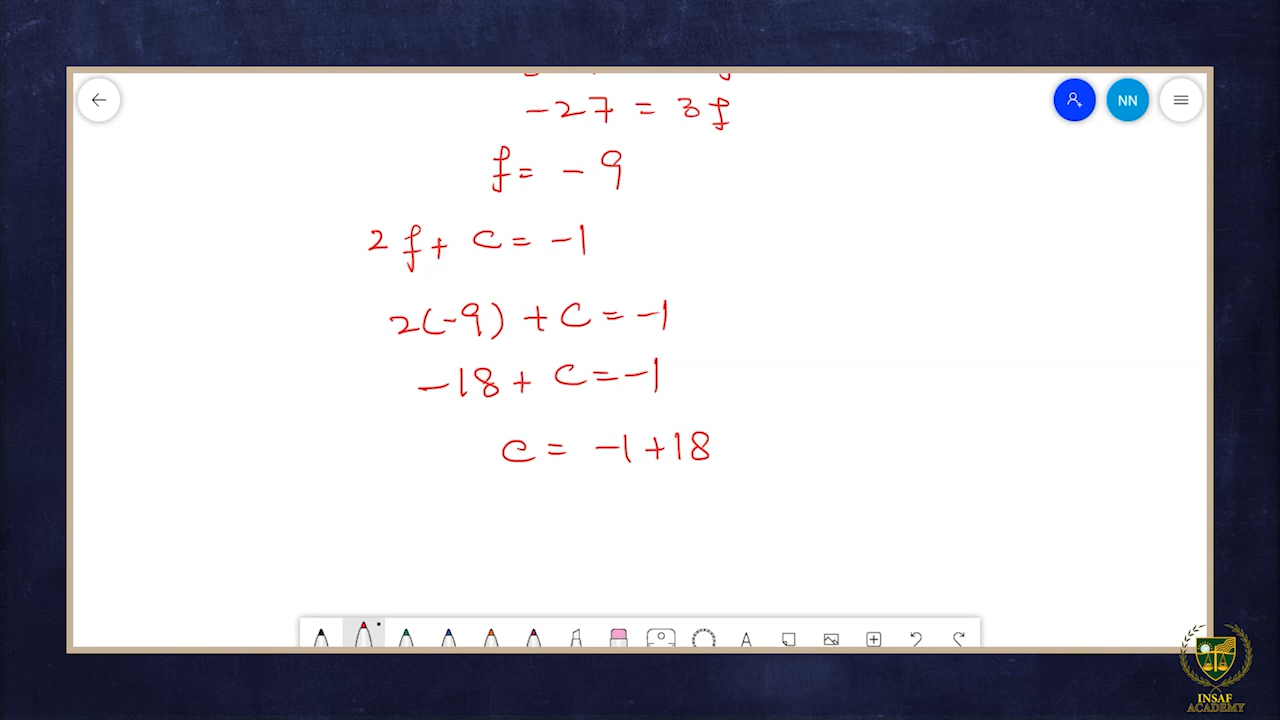 -27 = 3f
f = -9
2f + c = -1
2(-9) + c = -1
-18 + c = -1
c = -1+18
NN
A
INSAF
ACADEMY